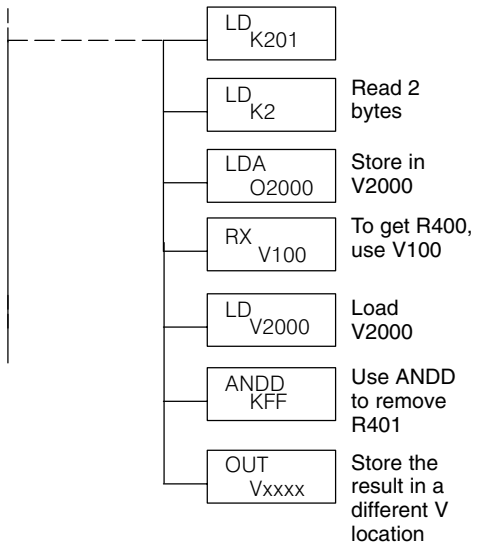 LD
K201
LD
K2
Read 2
bytes
LDA
O2000
Store in
V2000
RX
V100
To get R400,
use V100
LD
V2000
Load
V2000
ANDD
KFF
Use ANDD
to remove
R401
OUT
Vxxxx
Store the
result in a
different V
location